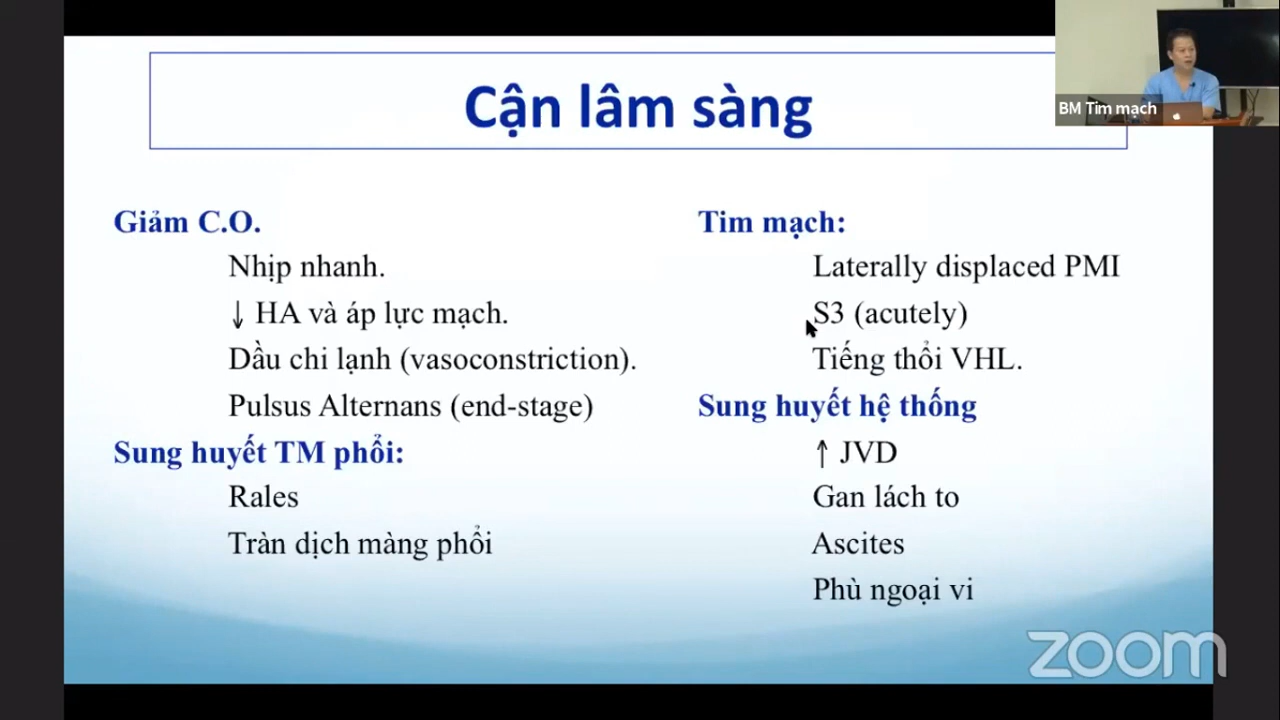 Cận lâm sàng
Giảm C.O.
Nhịp nhanh.
↓ HA và áp lực mạch.
Dầu chi lạnh (vasoconstriction).
Pulsus Alternans (end-stage)
Sung huyết TM phổi:
Rales
Tràn dịch màng phổi
Tim mạch:
Laterally displaced PMI
S3 (acutely)
Tiếng thổi VHL.
Sung huyết hệ thống
↑ JVD
Gan lách to
Ascites
Phù ngoại vi
BM Tim mạch
zoom